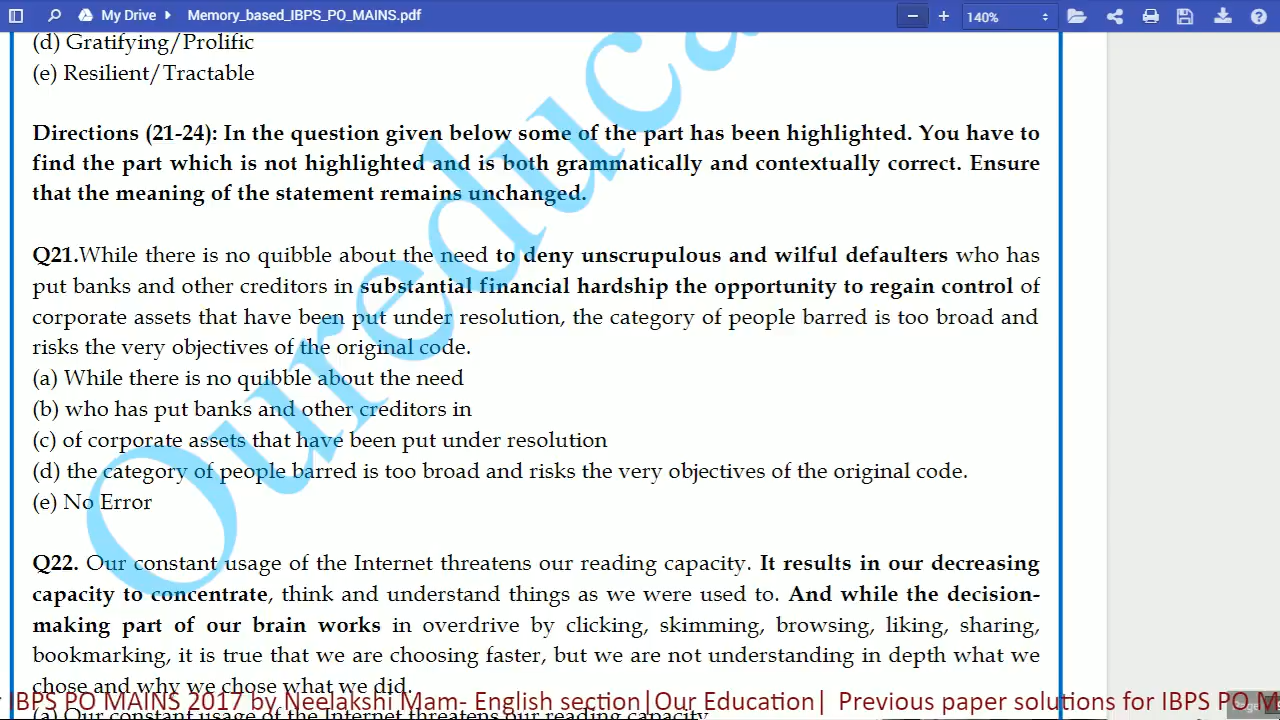 My Drive ▸ Memory_based_IBPS_PO_MAINS.pdf
140%
(d) Gratifying/Prolific
(e) Resilient/Tractable
Directions (21-24): In the question given below some of the part has been highlighted. You have to
find the part which is not highlighted and is both grammatically and contextually correct. Ensure
that the meaning of the statement remains unchanged.
Q21.While there is no quibble about the need to deny unscrupulous and wilful defaulters who has
put banks and other creditors in substantial financial hardship the opportunity to regain control of
corporate assets that have been put under resolution, the category of people barred is too broad and
risks the very objectives of the original code.
(a) While there is no quibble about the need
(b) who has put banks and other creditors in
(c) of corporate assets that have been put under resolution
(d) the category of people barred is too broad and risks the very objectives of the original code.
(e) No Error
Q22. Our constant usage of the Internet threatens our reading capacity. It results in our decreasing
capacity to concentrate, think and understand things as we were used to. And while the decision-
making part of our brain works in overdrive by clicking, skimming, browsing, liking, sharing,
bookmarking, it is true that we are choosing faster, but we are not understanding in depth what we
chose and why we chose what we did.
IBPS PO MAINS 2017 by Neelakshi Mam- English section|Our Education| Previous paper solutions for IBPS PO M
(a) Our constant usage of the Internet threatens our reading capacity.
Oureduca